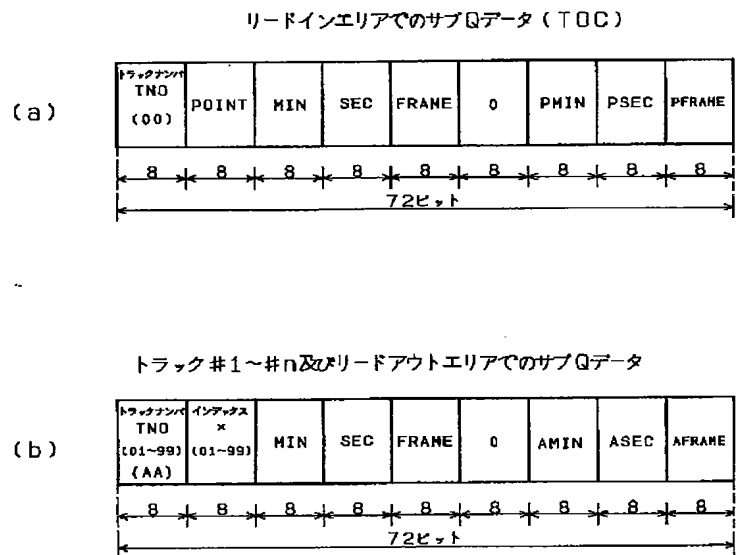 リードインエリアでのサブQデータ(TOC)
(a)
トラックナンバ
TNO
(00)
POINT
MIN
SEC
FRAME
0
PMIN
PSEC
PFRAME
8 8 8 8 8 8 8 8 8
72ビット
トラック#1~#n及びリードアウトエリアでのサブQデータ
(b)
トラックナンバ
TNO
(01~99)
(AA)
インデックス
×
(01~99)
MIN
SEC
FRAME
0
AMIN
ASEC
AFRAME
8 8 8 8 8 8 8 8 8
72ビット